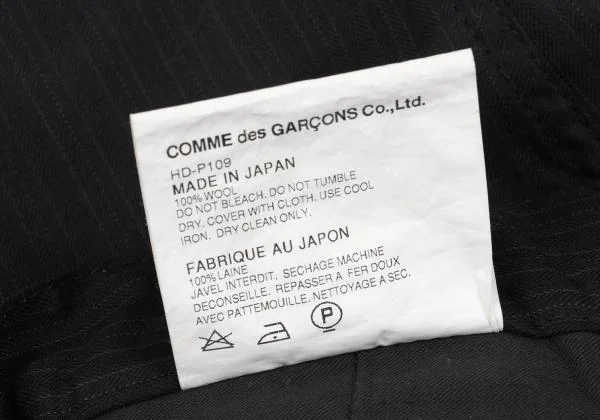 COMME des GARÇONS Co.,Ltd.
HD-P109
MADE IN JAPAN
100% WOOL
DO NOT BLEACH. DO NOT TUMBLE
DRY. COVER WITH CLOTH. USE COOL
IRON. DRY CLEAN ONLY.
FABRIQUE AU JAPON
100% LAINE
JAVEL INTERDIT. SECHAGE MACHINE
DECONSEILLE. REPASSER A FER DOUX
AVEC PATTEMOUILLE. NETTOYAGE A SEC.
P